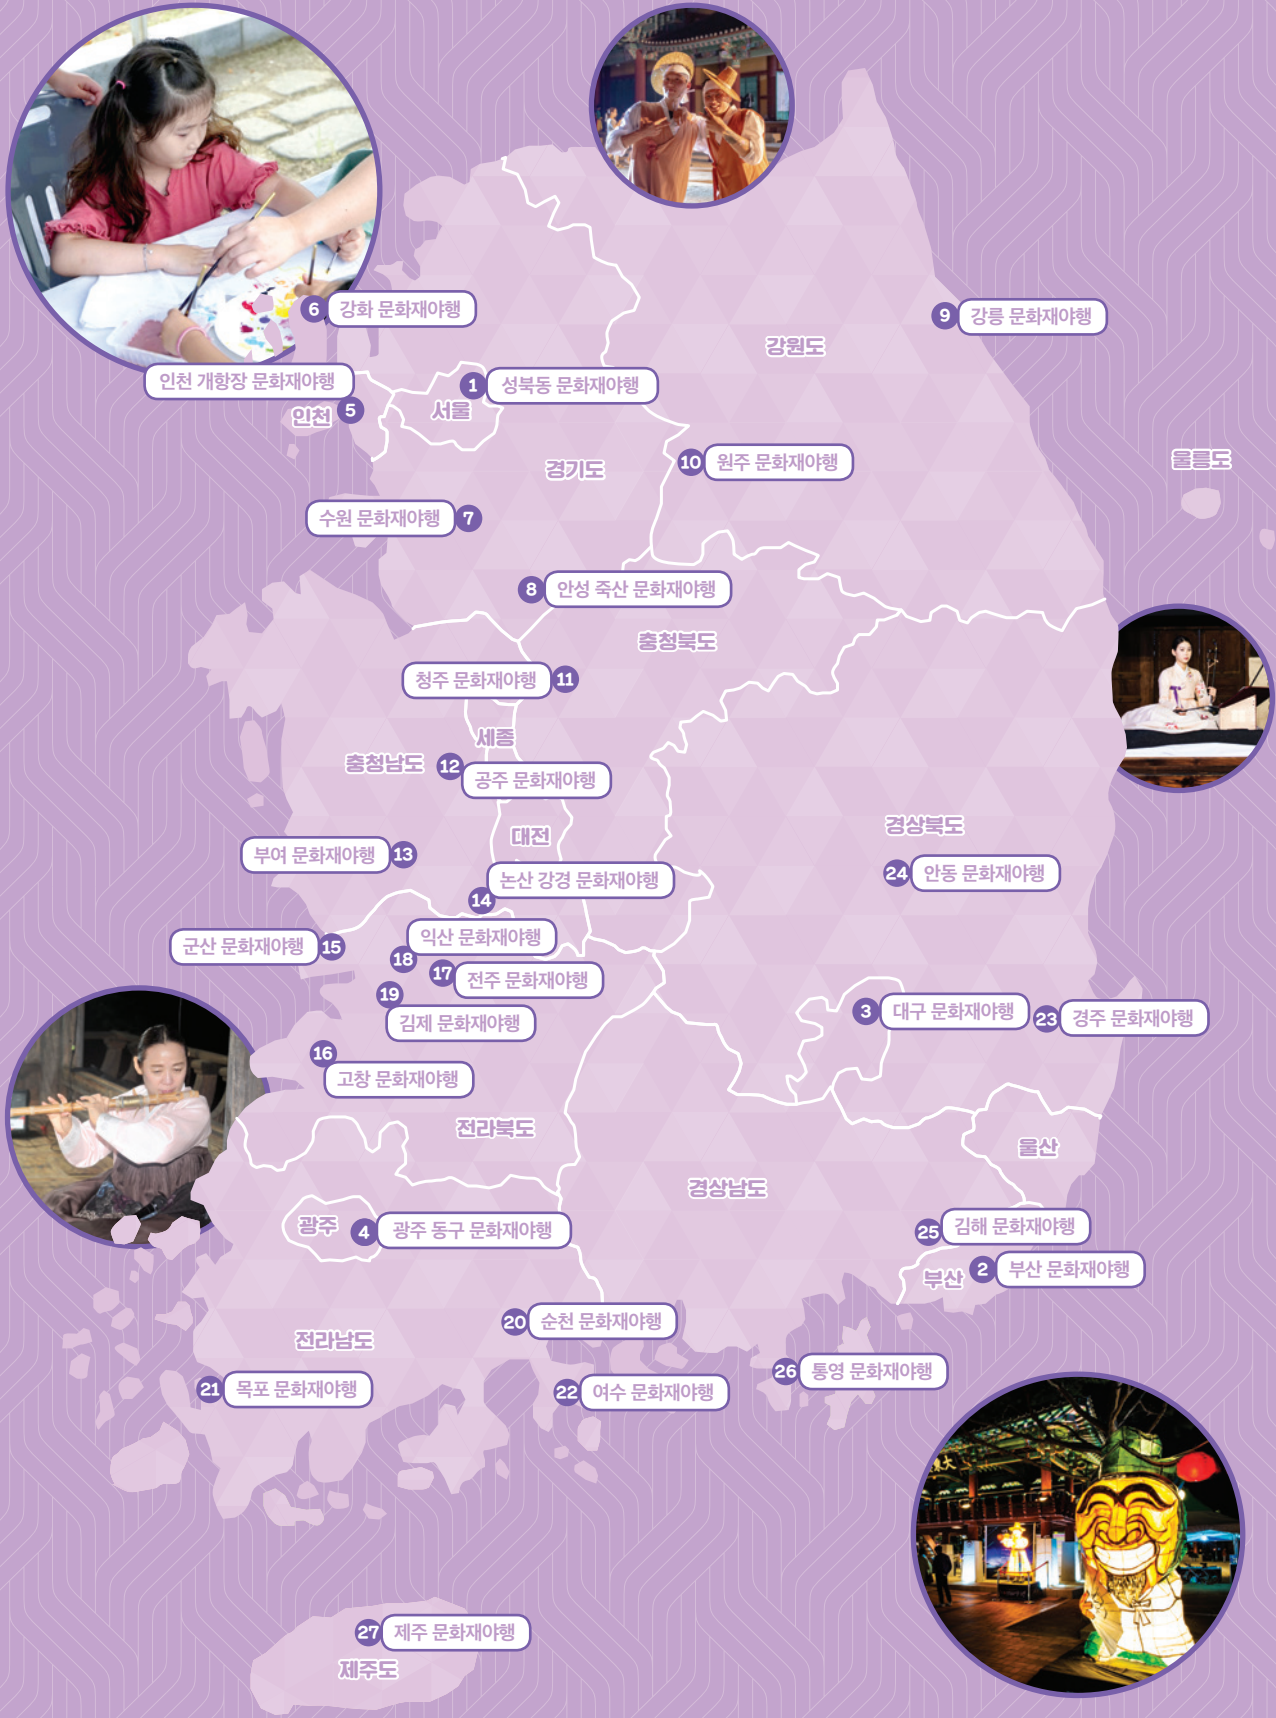 6 강화 문화재야행
9 강릉 문화재야행
강원도
인천 개항장 문화재야행
5
인천
1 성북동 문화재야행
서울
경기도
10 원주 문화재야행
울릉도
수원 문화재야행 7
8 안성 죽산 문화재야행
충청북도
청주 문화재야행 11
세종
충청남도
12 공주 문화재야행
대전
경상북도
부여 문화재야행 13
24 안동 문화재야행
논산 강경 문화재야행
14
익산 문화재야행
18
군산 문화재야행 15
17 전주 문화재야행
19
김제 문화재야행
3 대구 문화재야행
23 경주 문화재야행
16
고창 문화재야행
전라북도
울산
경상남도
광주
4 광주 동구 문화재야행
25 김해 문화재야행
부산
2 부산 문화재야행
20 순천 문화재야행
전라남도
26 통영 문화재야행
21 목포 문화재야행
22 여수 문화재야행
27 제주 문화재야행
제주도